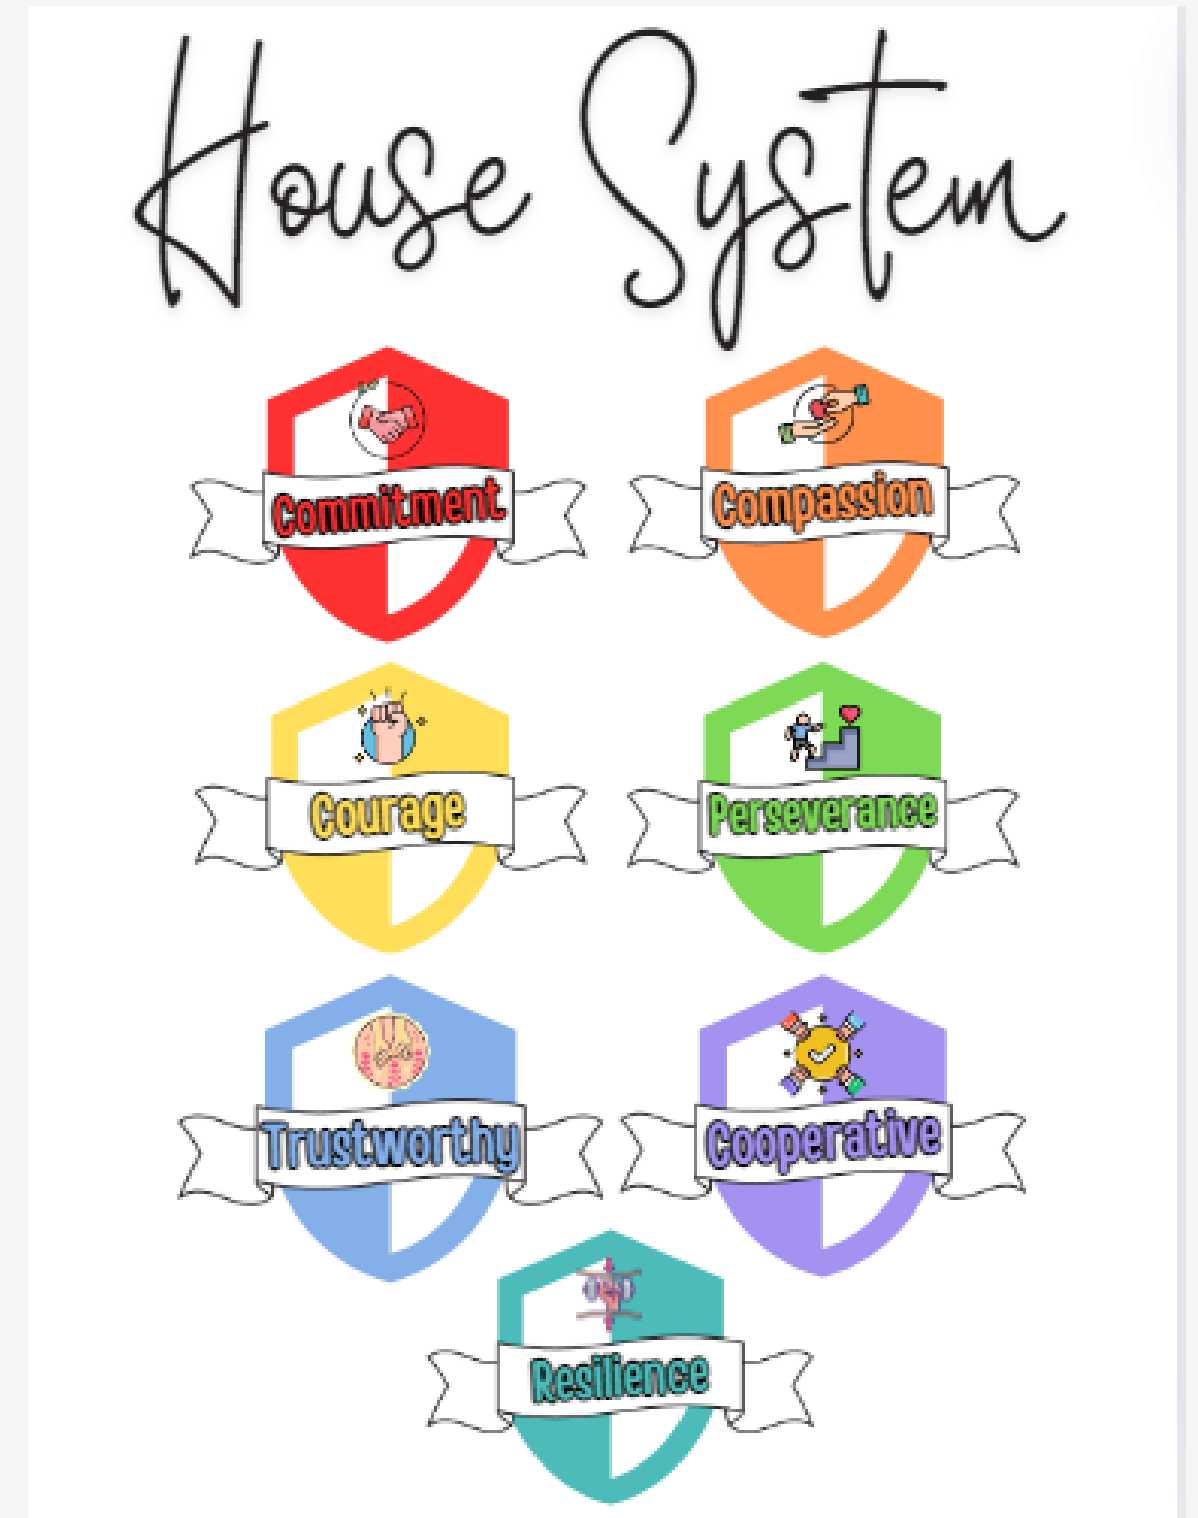 House System
Commitment
Compassion
Courage
Perseverance
Trustworthy
Cooperative
Resilience